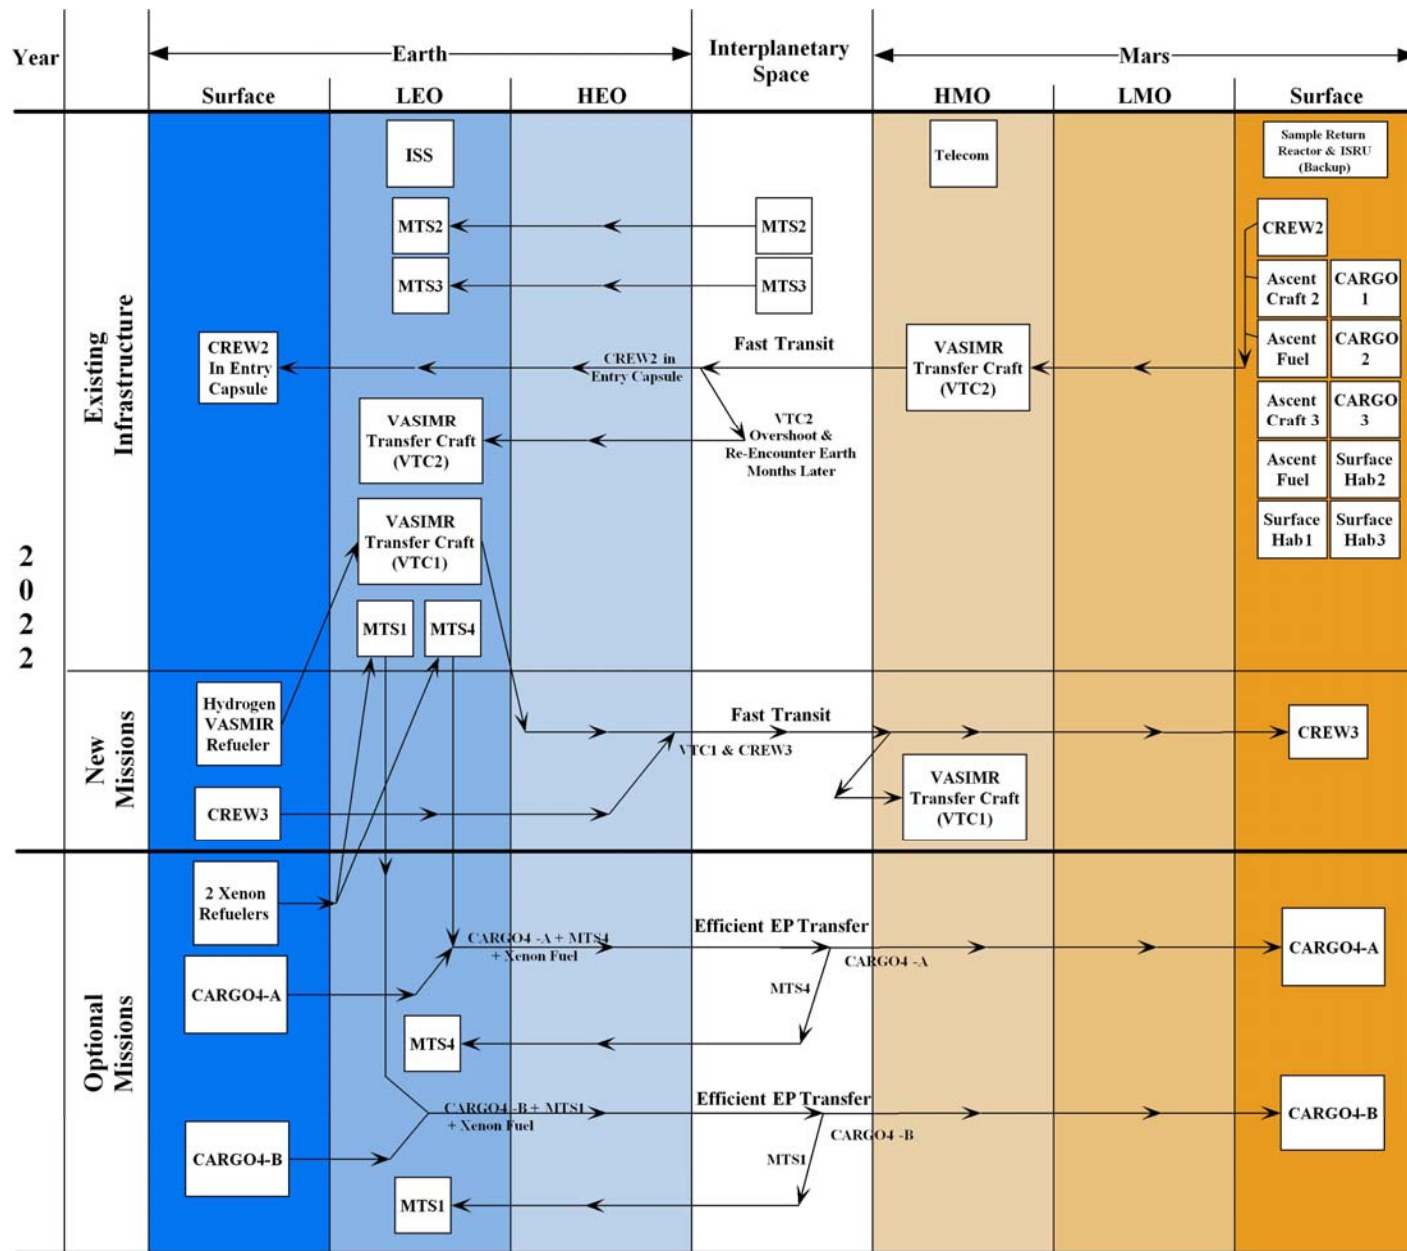 Year
Earth
Interplanetary
Space
Mars
Surface
LEO
HEO
HMO
LMO
Surface
2
0
2
2
Existing
Infrastructure
ISS
Telecom
Sample Return
Reactor & ISRU
(Backup)
MTS2
MTS2
MTS3
MTS3
CREW2
Ascent
Craft 2
CARGO
1
Ascent
Fuel
CARGO
2
Ascent
Craft 3
CARGO
3
Ascent
Fuel
Surface
Hab2
Surface
Hab1
Surface
Hab3
CREW2
In Entry
Capsule
CREW2 in
Entry Capsule
Fast Transit
VASIMR
Transfer Craft
(VTC2)
VASIMR
Transfer Craft
(VTC2)
VTC2
Overshoot &
Re-Encounter Earth
Months Later
VASIMR
Transfer Craft
(VTC1)
MTS1
MTS4
New
Missions
Hydrogen
VASMIR
Refueler
Fast Transit
VTC1 & CREW3
CREW3
CREW3
VASIMR
Transfer Craft
(VTC1)
Optional
Missions
2 Xenon
Refuelers
CARGO4-A
CARGO4 -A + MTS4
+ Xenon Fuel
Efficient EP Transfer
CARGO4 -A
MTS4
CARGO4-A
MTS4
CARGO4-B
CARGO4 -B + MTS1
+ Xenon Fuel
Efficient EP Transfer
CARGO4 -B
MTS1
CARGO4-B
MTS1